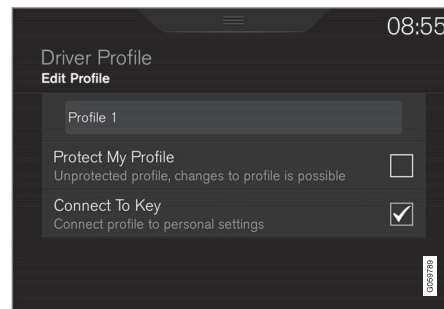 08:55
Driver Profile
Edit Profile
Profile 1
Protect My Profile
Unprotected profile, changes to profile is possible
Connect To Key
Connect profile to personal settings
G059789